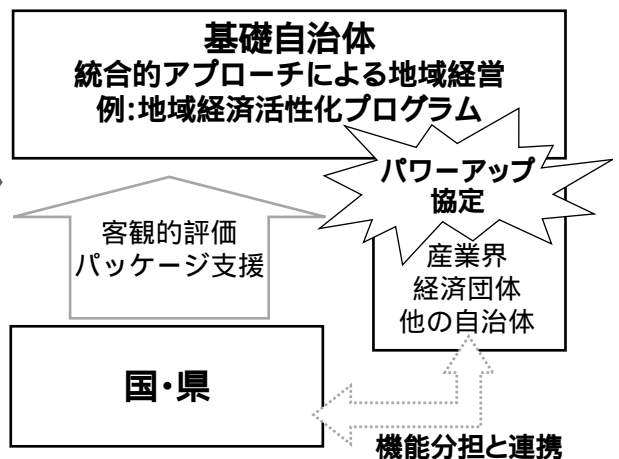 基礎自治体
統合的アプローチによる地域経営
例：地域経済活性化プログラム
パワーアップ
協定
客観的評価
パッケージ支援
産業界
経済団体
他の自治体
国・県
機能分担と連携